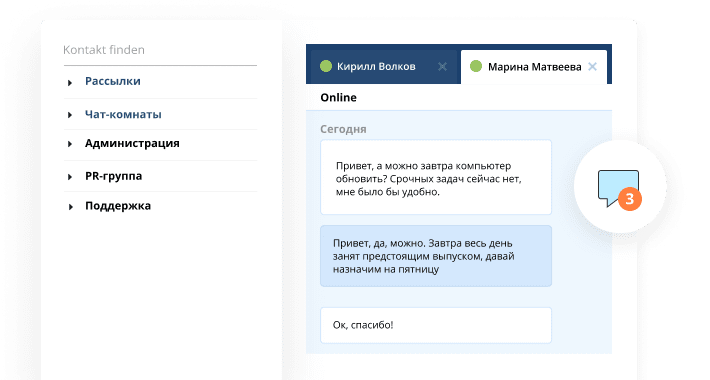 Kontakt finden
Рассылки
Чат-комнаты
Администрация
PR-группа
Поддержка
Кирилл Волков
Марина Матвеева
Online
Сегодня
Привет, а можно завтра компьютер
обновить? Срочных задач сейчас нет,
мне было бы удобно.
Привет, да, можно. Завтра весь день
занят предстоящим выпуском, давай
назначим на пятницу
Ок, спасибо!
3